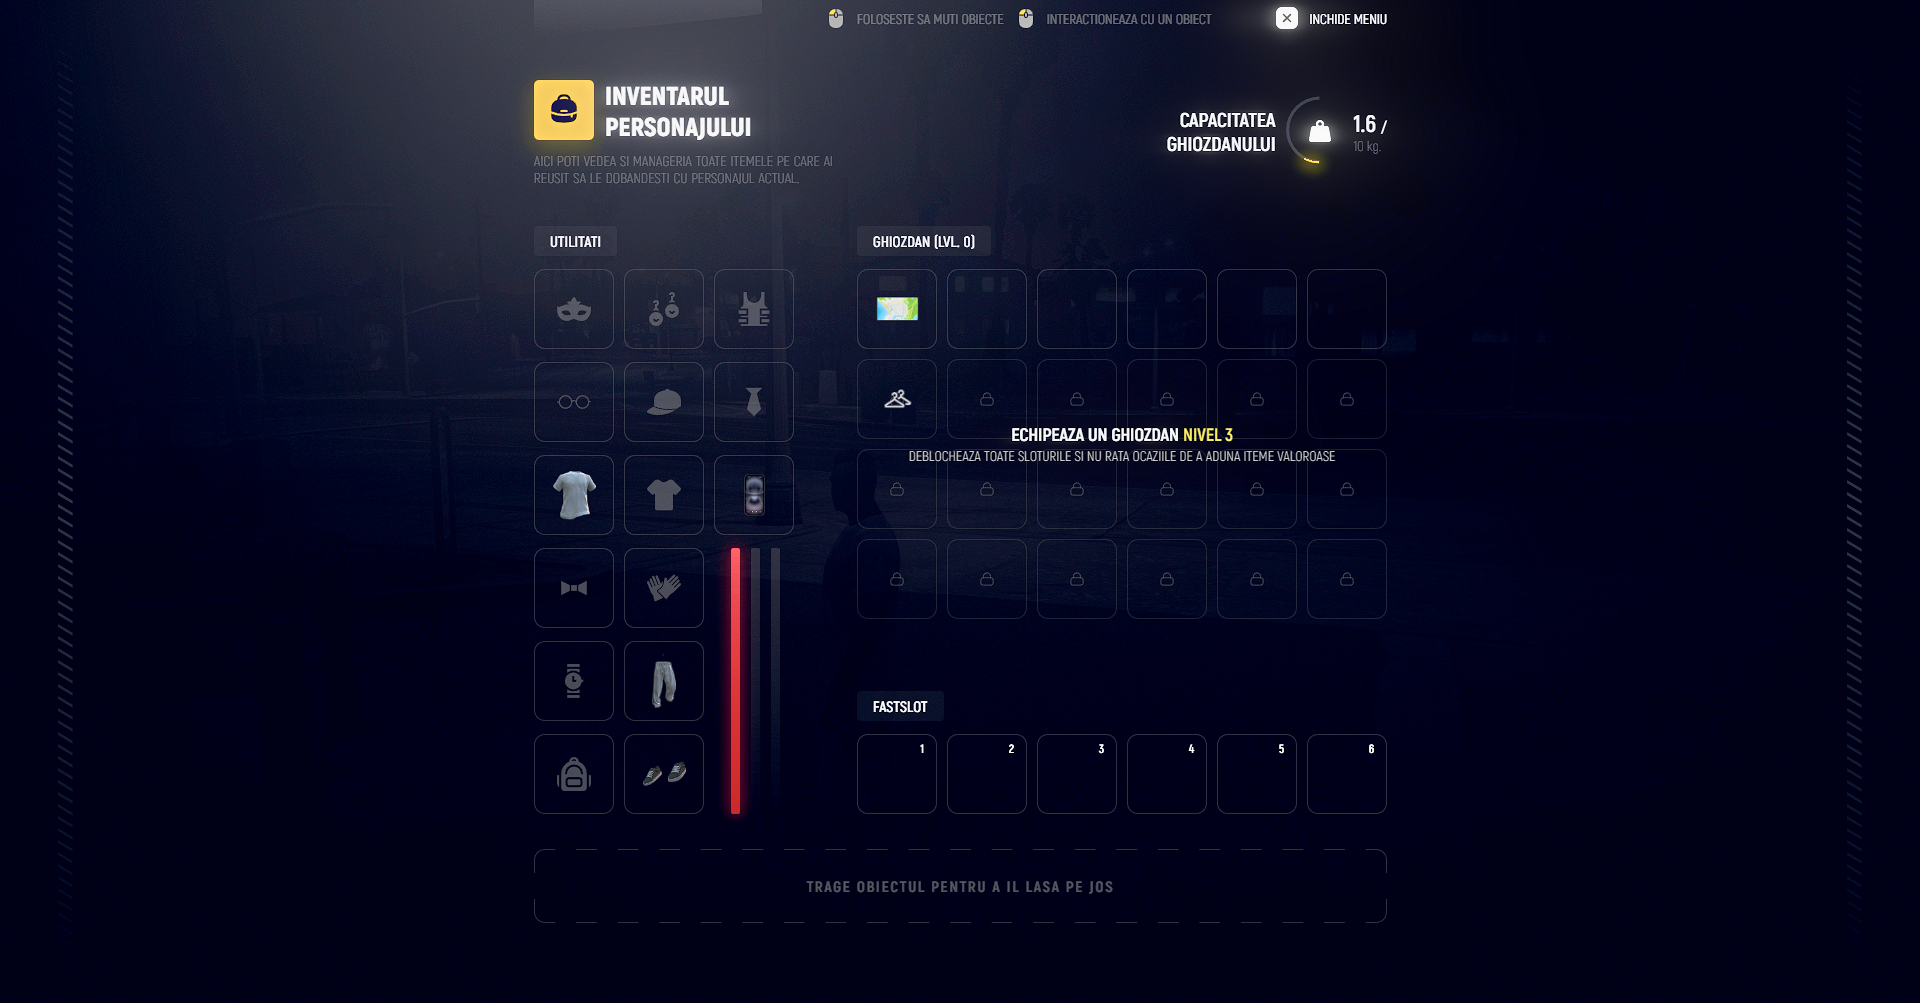 FOLOSESTE SA MUTI OBIECTE
INTERACTIONEAZA CU UN OBIECT
INCHIDE MENIU
INVENTARUL
PERSONAJULUI
AICI POTI VEDEA SI MANAGERIA TOATE ITEMELE PE CARE AI
REUSIT SA LE DOBANDESTI CU PERSONAJUL ACTUAL.
CAPACITATEA
GHIOZDANULUI
1.6 /
10 kg.
UTILITATI
GHIOZDAN (LVL. 0)
ECHIPEAZA UN GHIOZDAN NIVEL 3
DEBLOCHEAZA TOATE SLOTURILE SI NU RATA OCAZIILE DE A ADUNA ITEME VALOROASE
FASTSLOT
1
2
3
4
5
6
TRAGE OBIECTUL PENTRU A IL LASA PE JOS